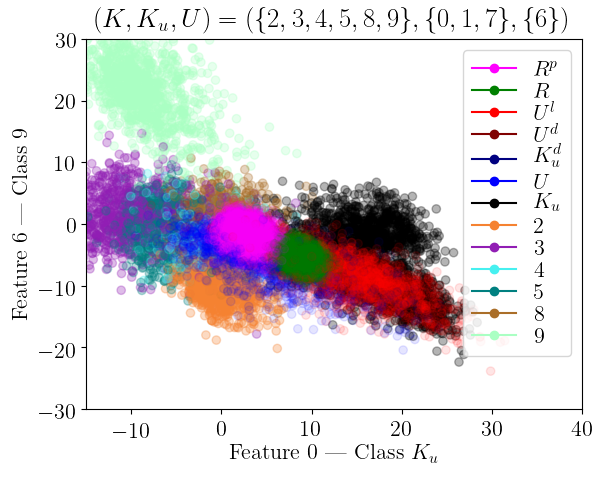 (K, K_u, U) = ({2, 3, 4, 5, 8, 9}, {0, 1, 7}, {6})
30
20
10
0
−10
−20
−30
Feature 6 — Class 9
R^p
R
U^l
U^d
K_u^d
U
K_u
2
3
4
5
8
9
−10
0
10
20
30
40
Feature 0 — Class K_u